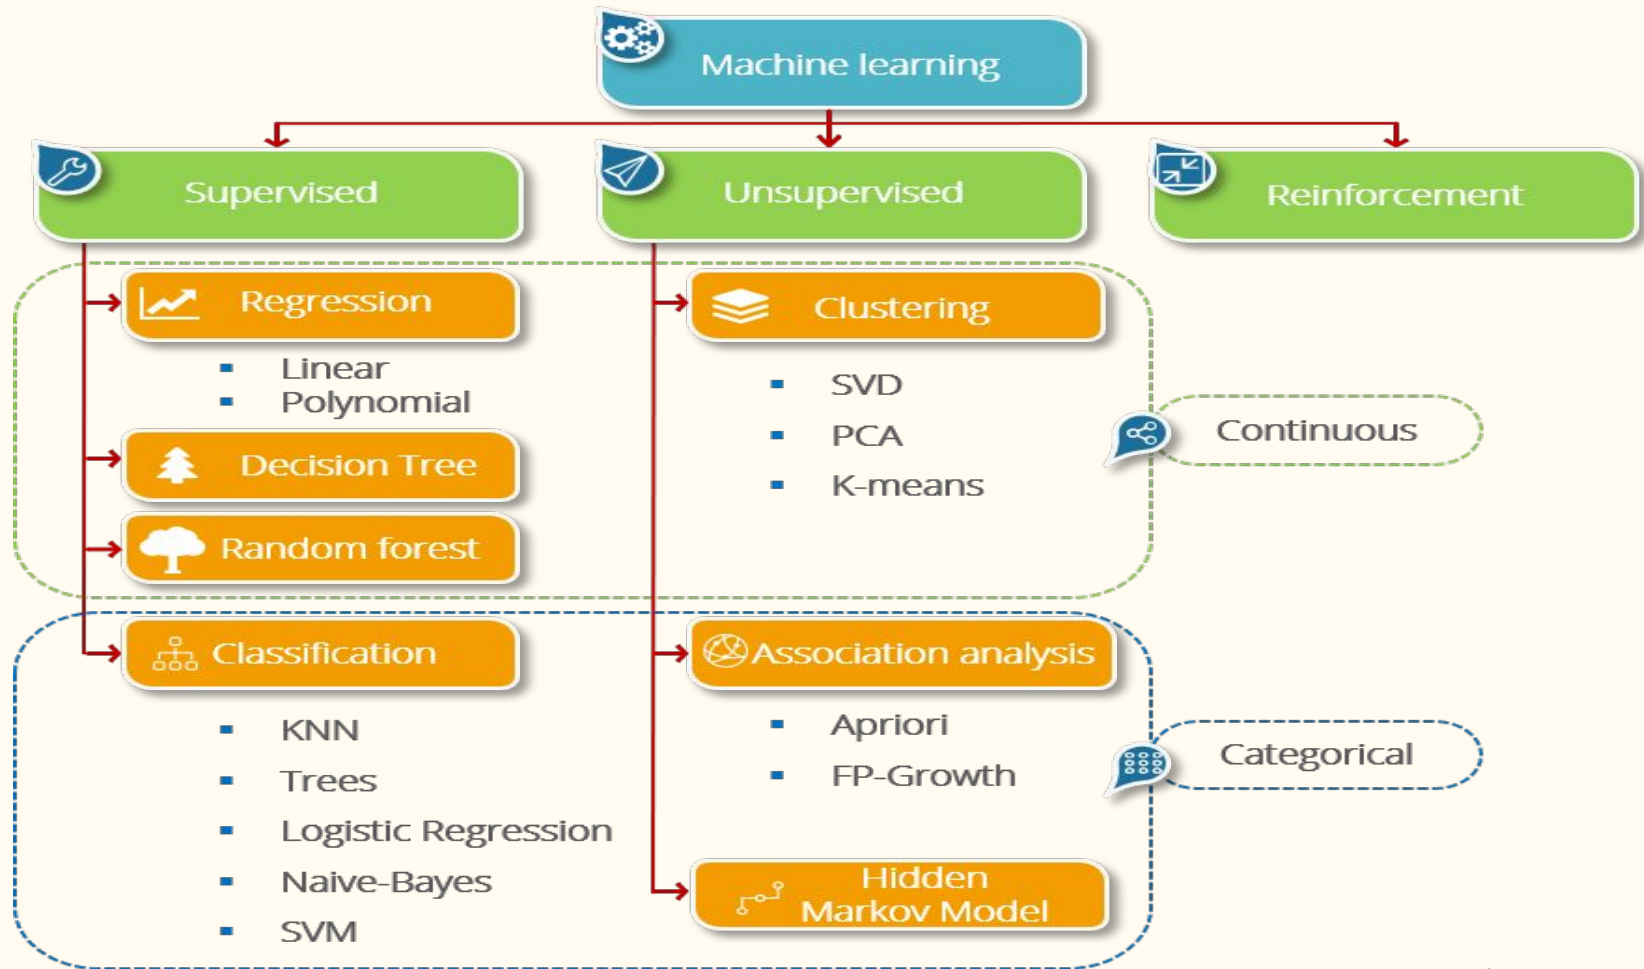 Machine learning
Supervised
Unsupervised
Reinforcement
Regression
Linear
Polynomial
Decision Tree
Random forest
Clustering
SVD
PCA
K-means
Continuous
Classification
KNN
Trees
Logistic Regression
Naive-Bayes
SVM
Association analysis
Apriori
FP-Growth
Hidden
Markov Model
Categorical